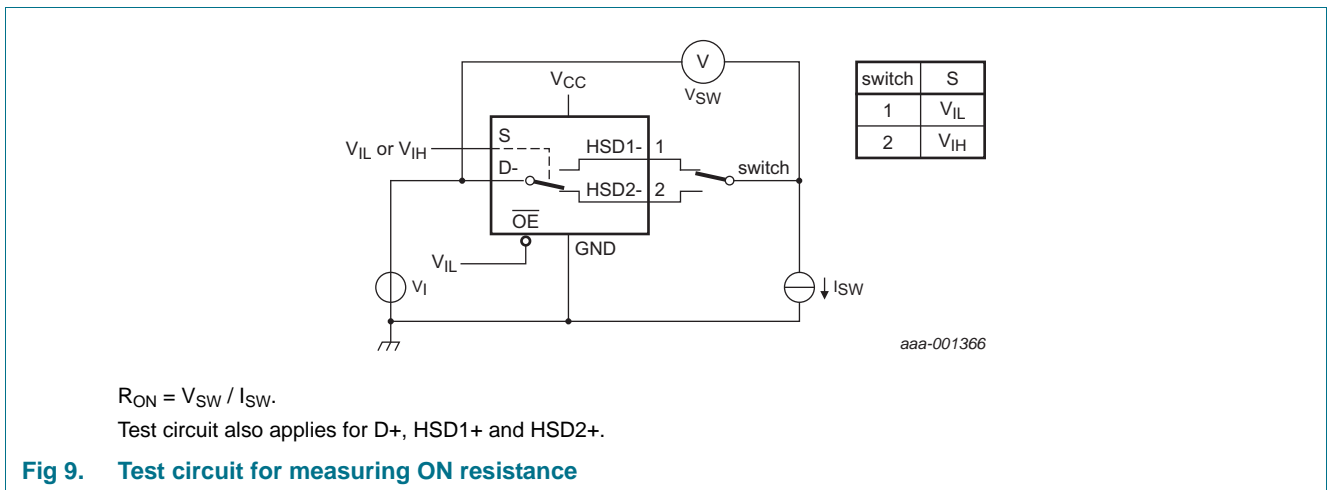 V
VSW
VCC
switch S
1 VIL
2 VIH
VIL or VIH
S
HSD1- 1
D-
switch
HSD2- 2
OE
GND
VIL
VI
ISW
aaa-001366
RON = VSW / ISW.
Test circuit also applies for D+, HSD1+ and HSD2+.
Fig 9. Test circuit for measuring ON resistance